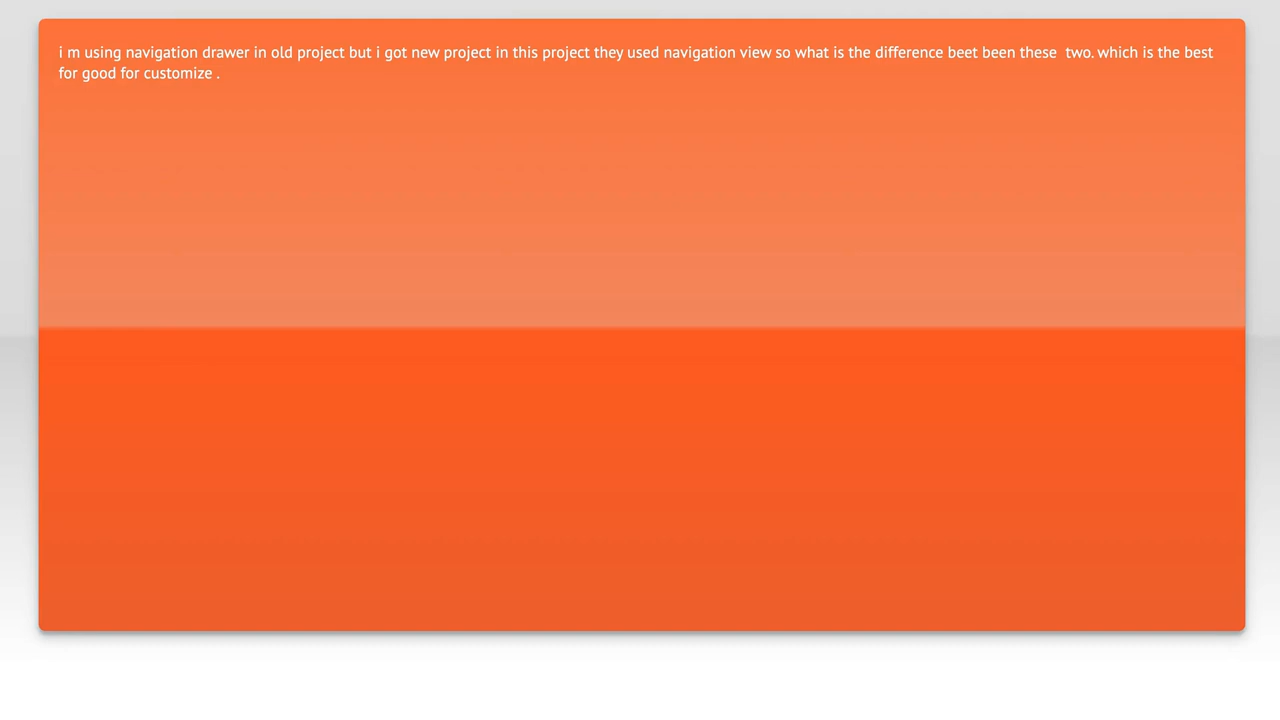 i m using navigation drawer in old project but i got new project in this project they used navigation view so what is the difference beet been these  two. which is the best
for good for customize .